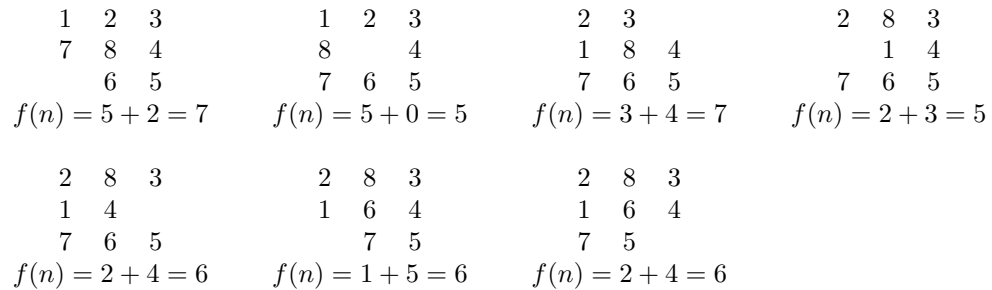 1 2 3 1 2 3 2 3 2 8 3
7 8 4 8 4 1 8 4 1 4
6 5 7 6 5 7 6 5 7 6 5
f(n) = 5 + 2 = 7 f(n) = 5 + 0 = 5 f(n) = 3 + 4 = 7 f(n) = 2 + 3 = 5
2 8 3 2 8 3 2 8 3
1 4 1 6 4 1 6 4
7 6 5 7 5 7 5
f(n) = 2 + 4 = 6 f(n) = 1 + 5 = 6 f(n) = 2 + 4 = 6